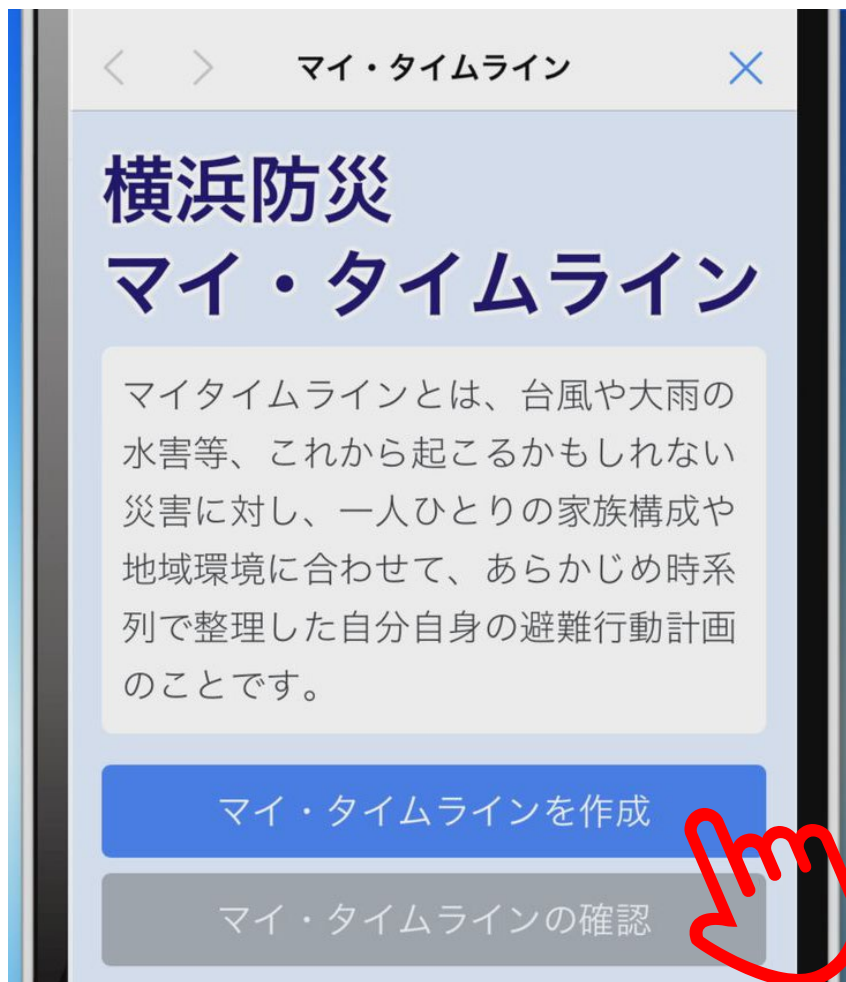 マイ・タイムライン
横浜防災
マイ・タイムライン
マイタイムラインとは、台風や大雨の
水害等、これから起こるかもしれない
災害に対し、一人ひとりの家族構成や
地域環境に合わせて、あらかじめ時系
列で整理した自分自身の避難行動計画
のことです。
マイ・タイムラインを作成
マイ・タイムラインの確認